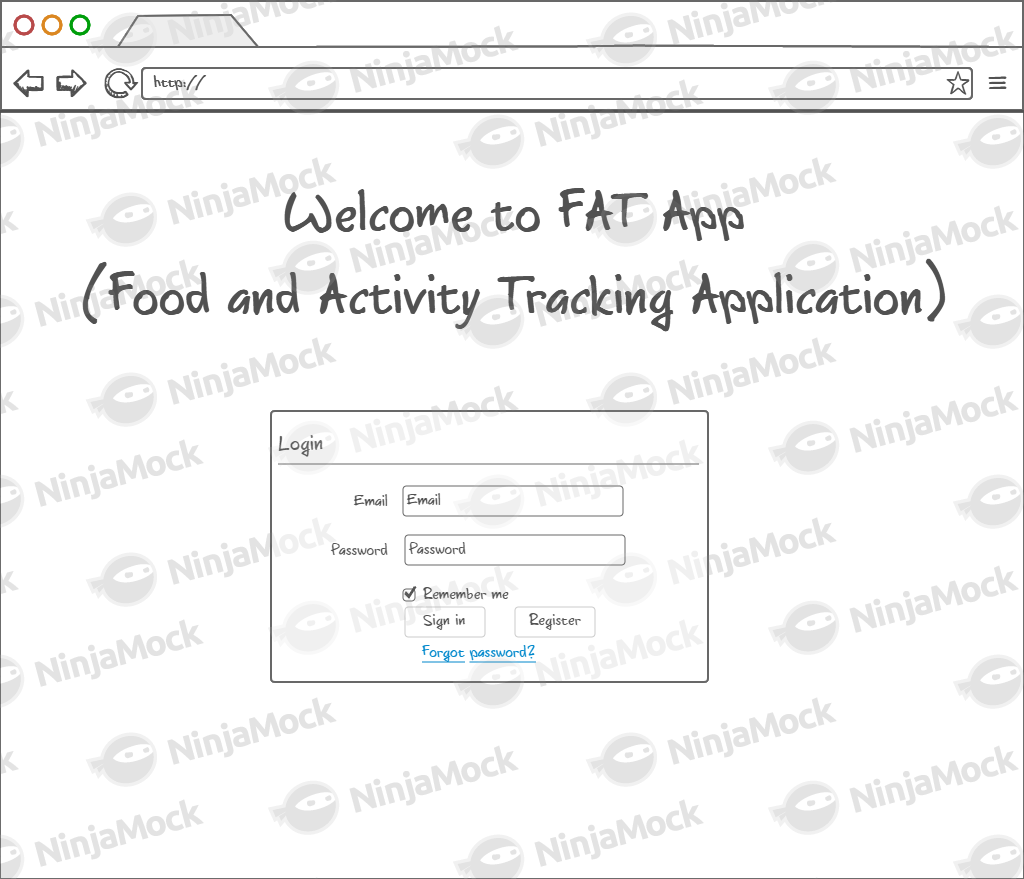 http://
Welcome to FAT App
(Food and Activity Tracking Application)
Login
Email Email
Password Password
Remember me
Sign in Register
Forgot password?
NinjaMock